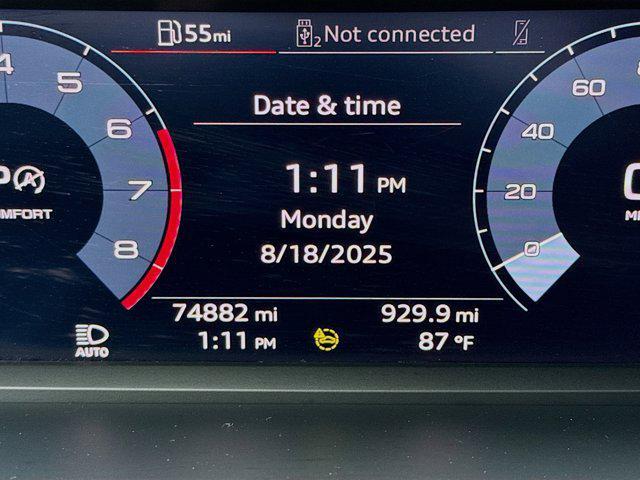 55mi
2 Not connected
Date & time
1:11 PM
Monday
8/18/2025
74882 mi
929.9 mi
1:11 PM
87 °F
AUTO
4
5
6
7
8
P
A
0
20
40
60